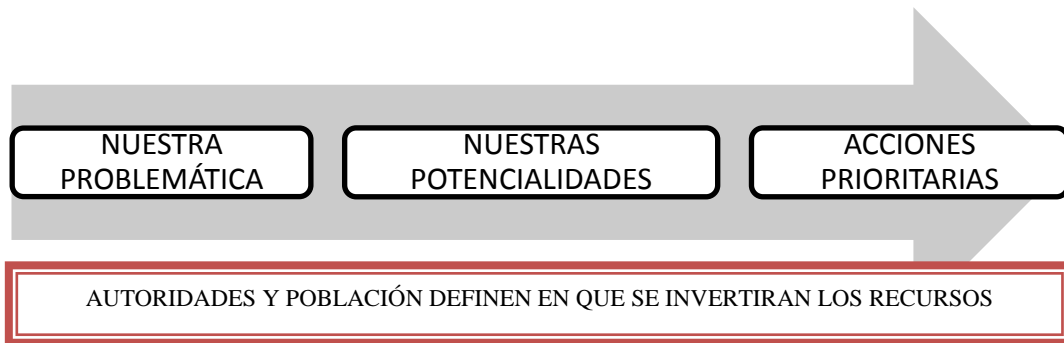 NUESTRA
PROBLEMÁTICA
NUESTRAS
POTENCIALIDADES
ACCIONES
PRIORITARIAS
AUTORIDADES Y POBLACIÓN DEFINEN EN QUE SE INVERTIRAN LOS RECURSOS